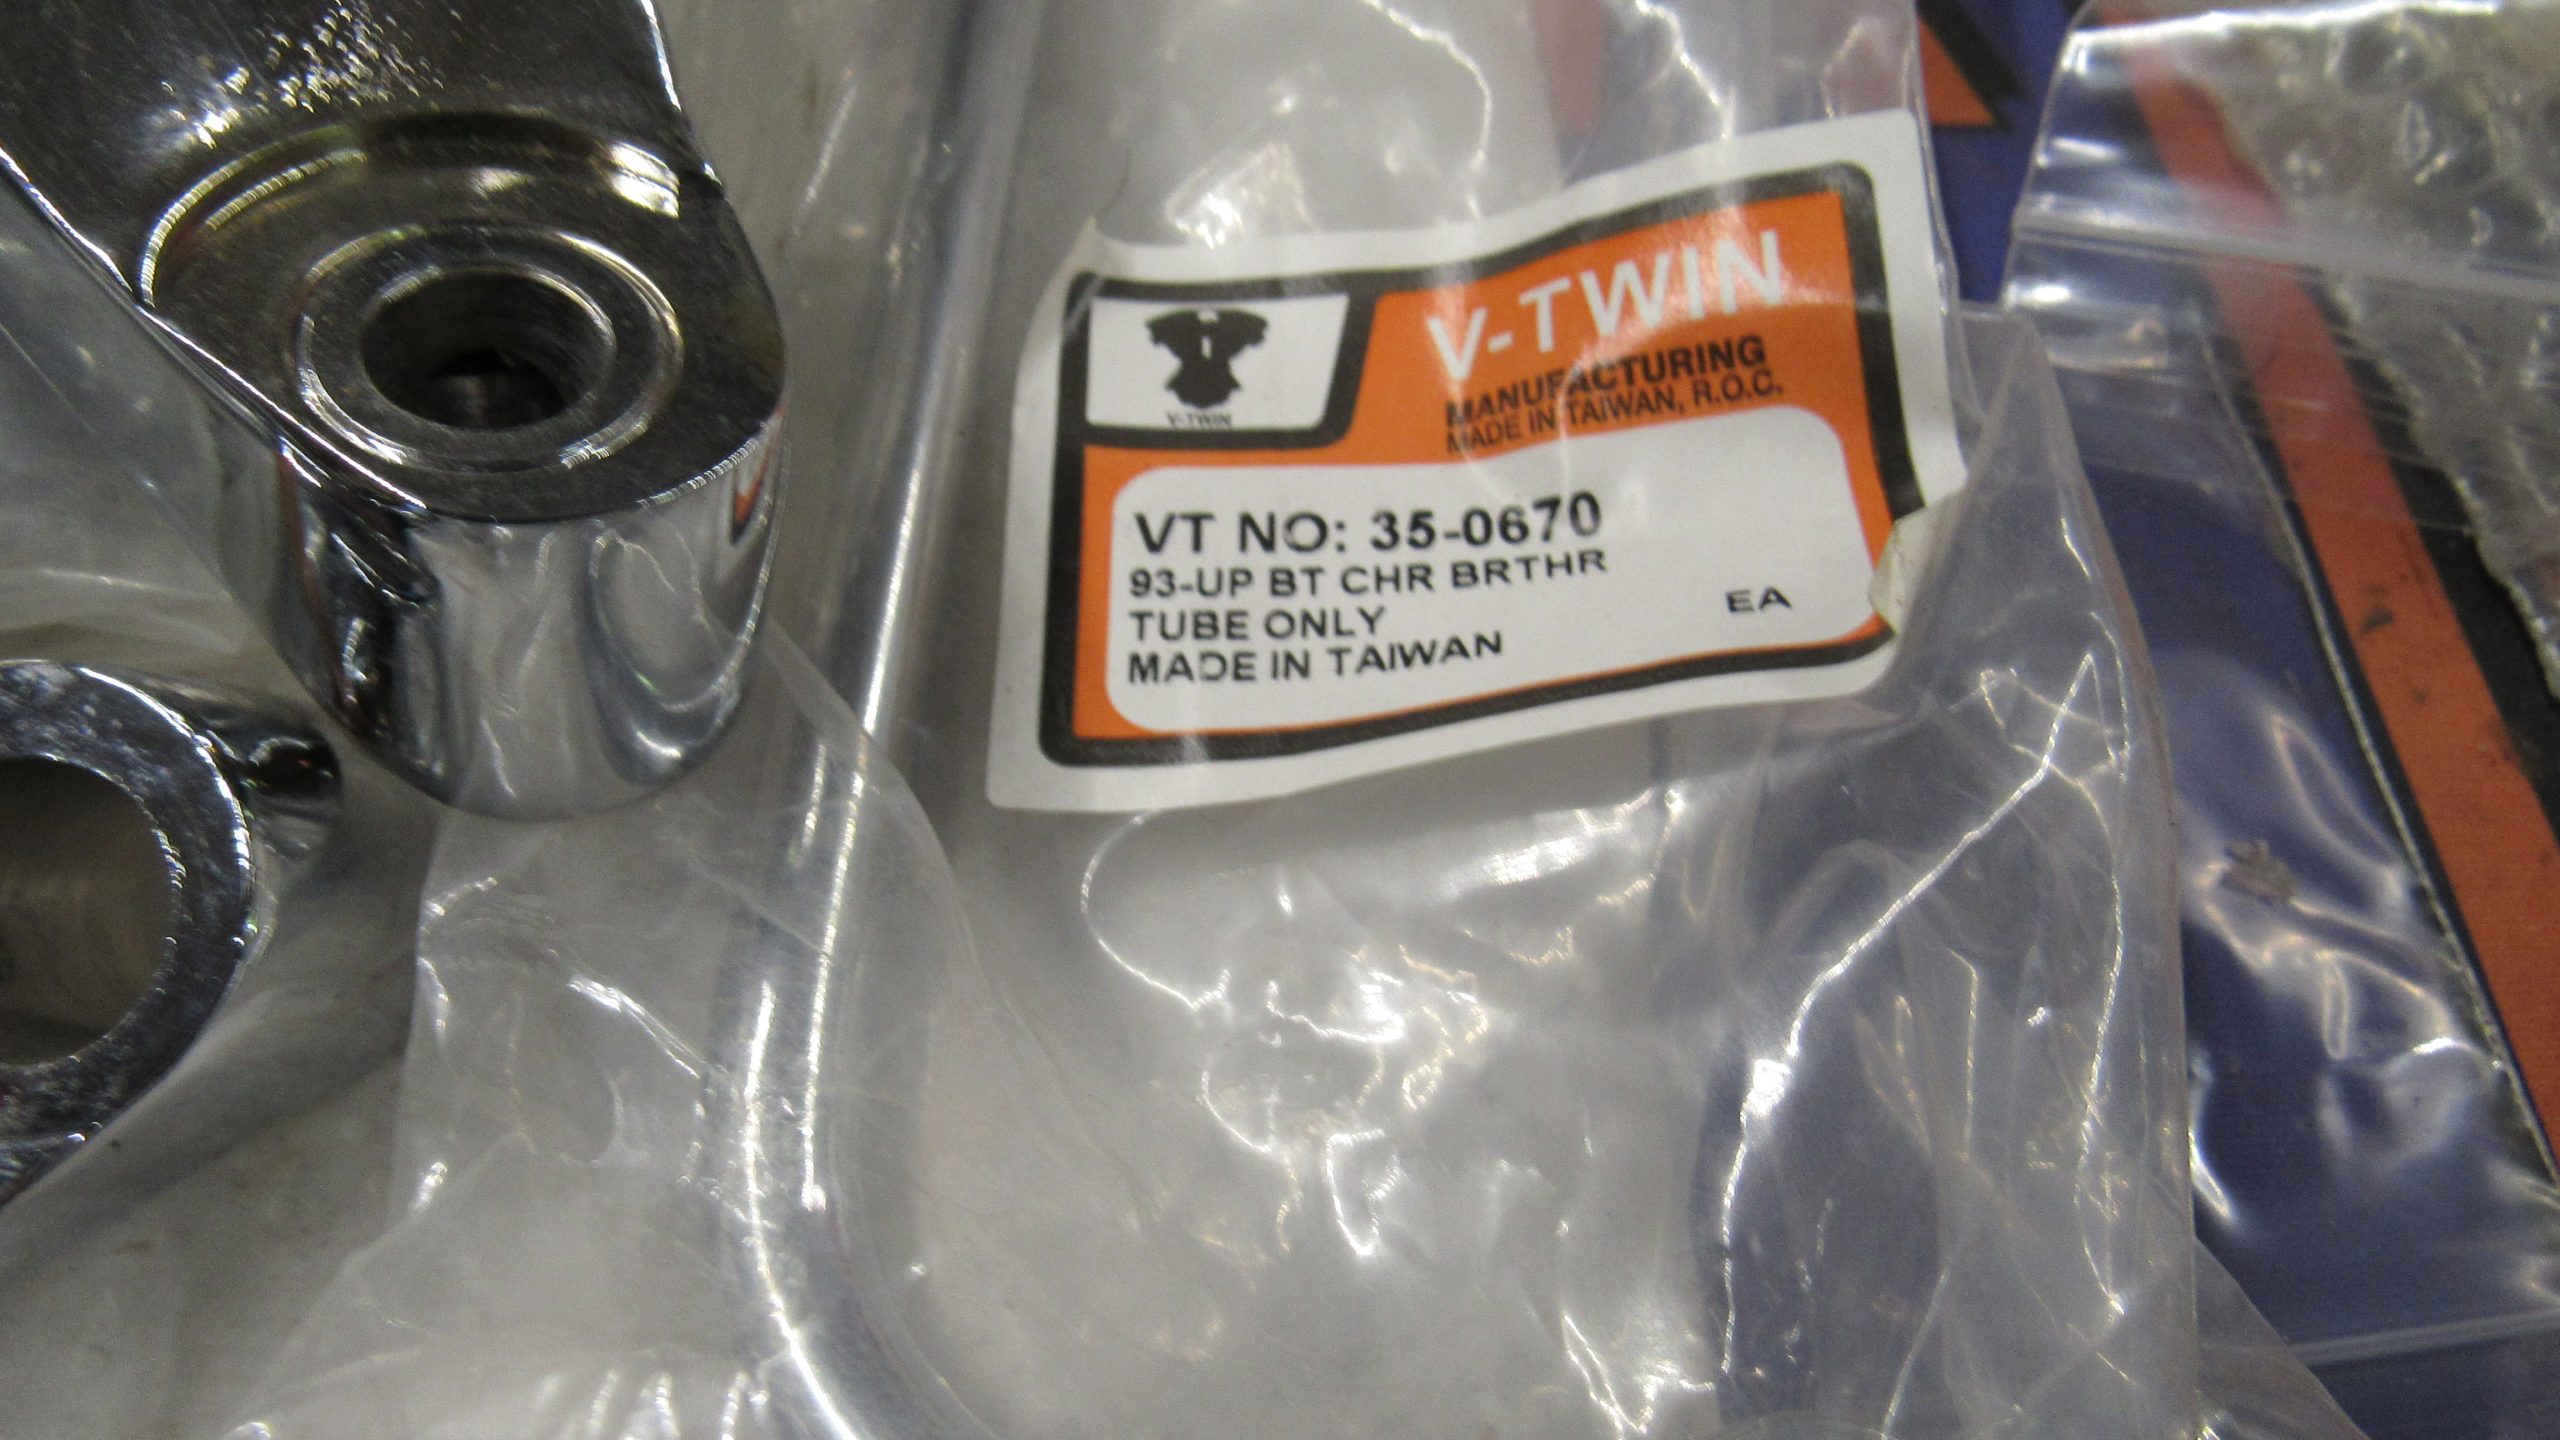 V-TWIN
V-TWIN
MANUFACTURING
MADE IN TAIWAN, R.O.C.
VT NO: 35-0670
93-UP BT CHR BRTHR
TUBE ONLY
EA
MADE IN TAIWAN